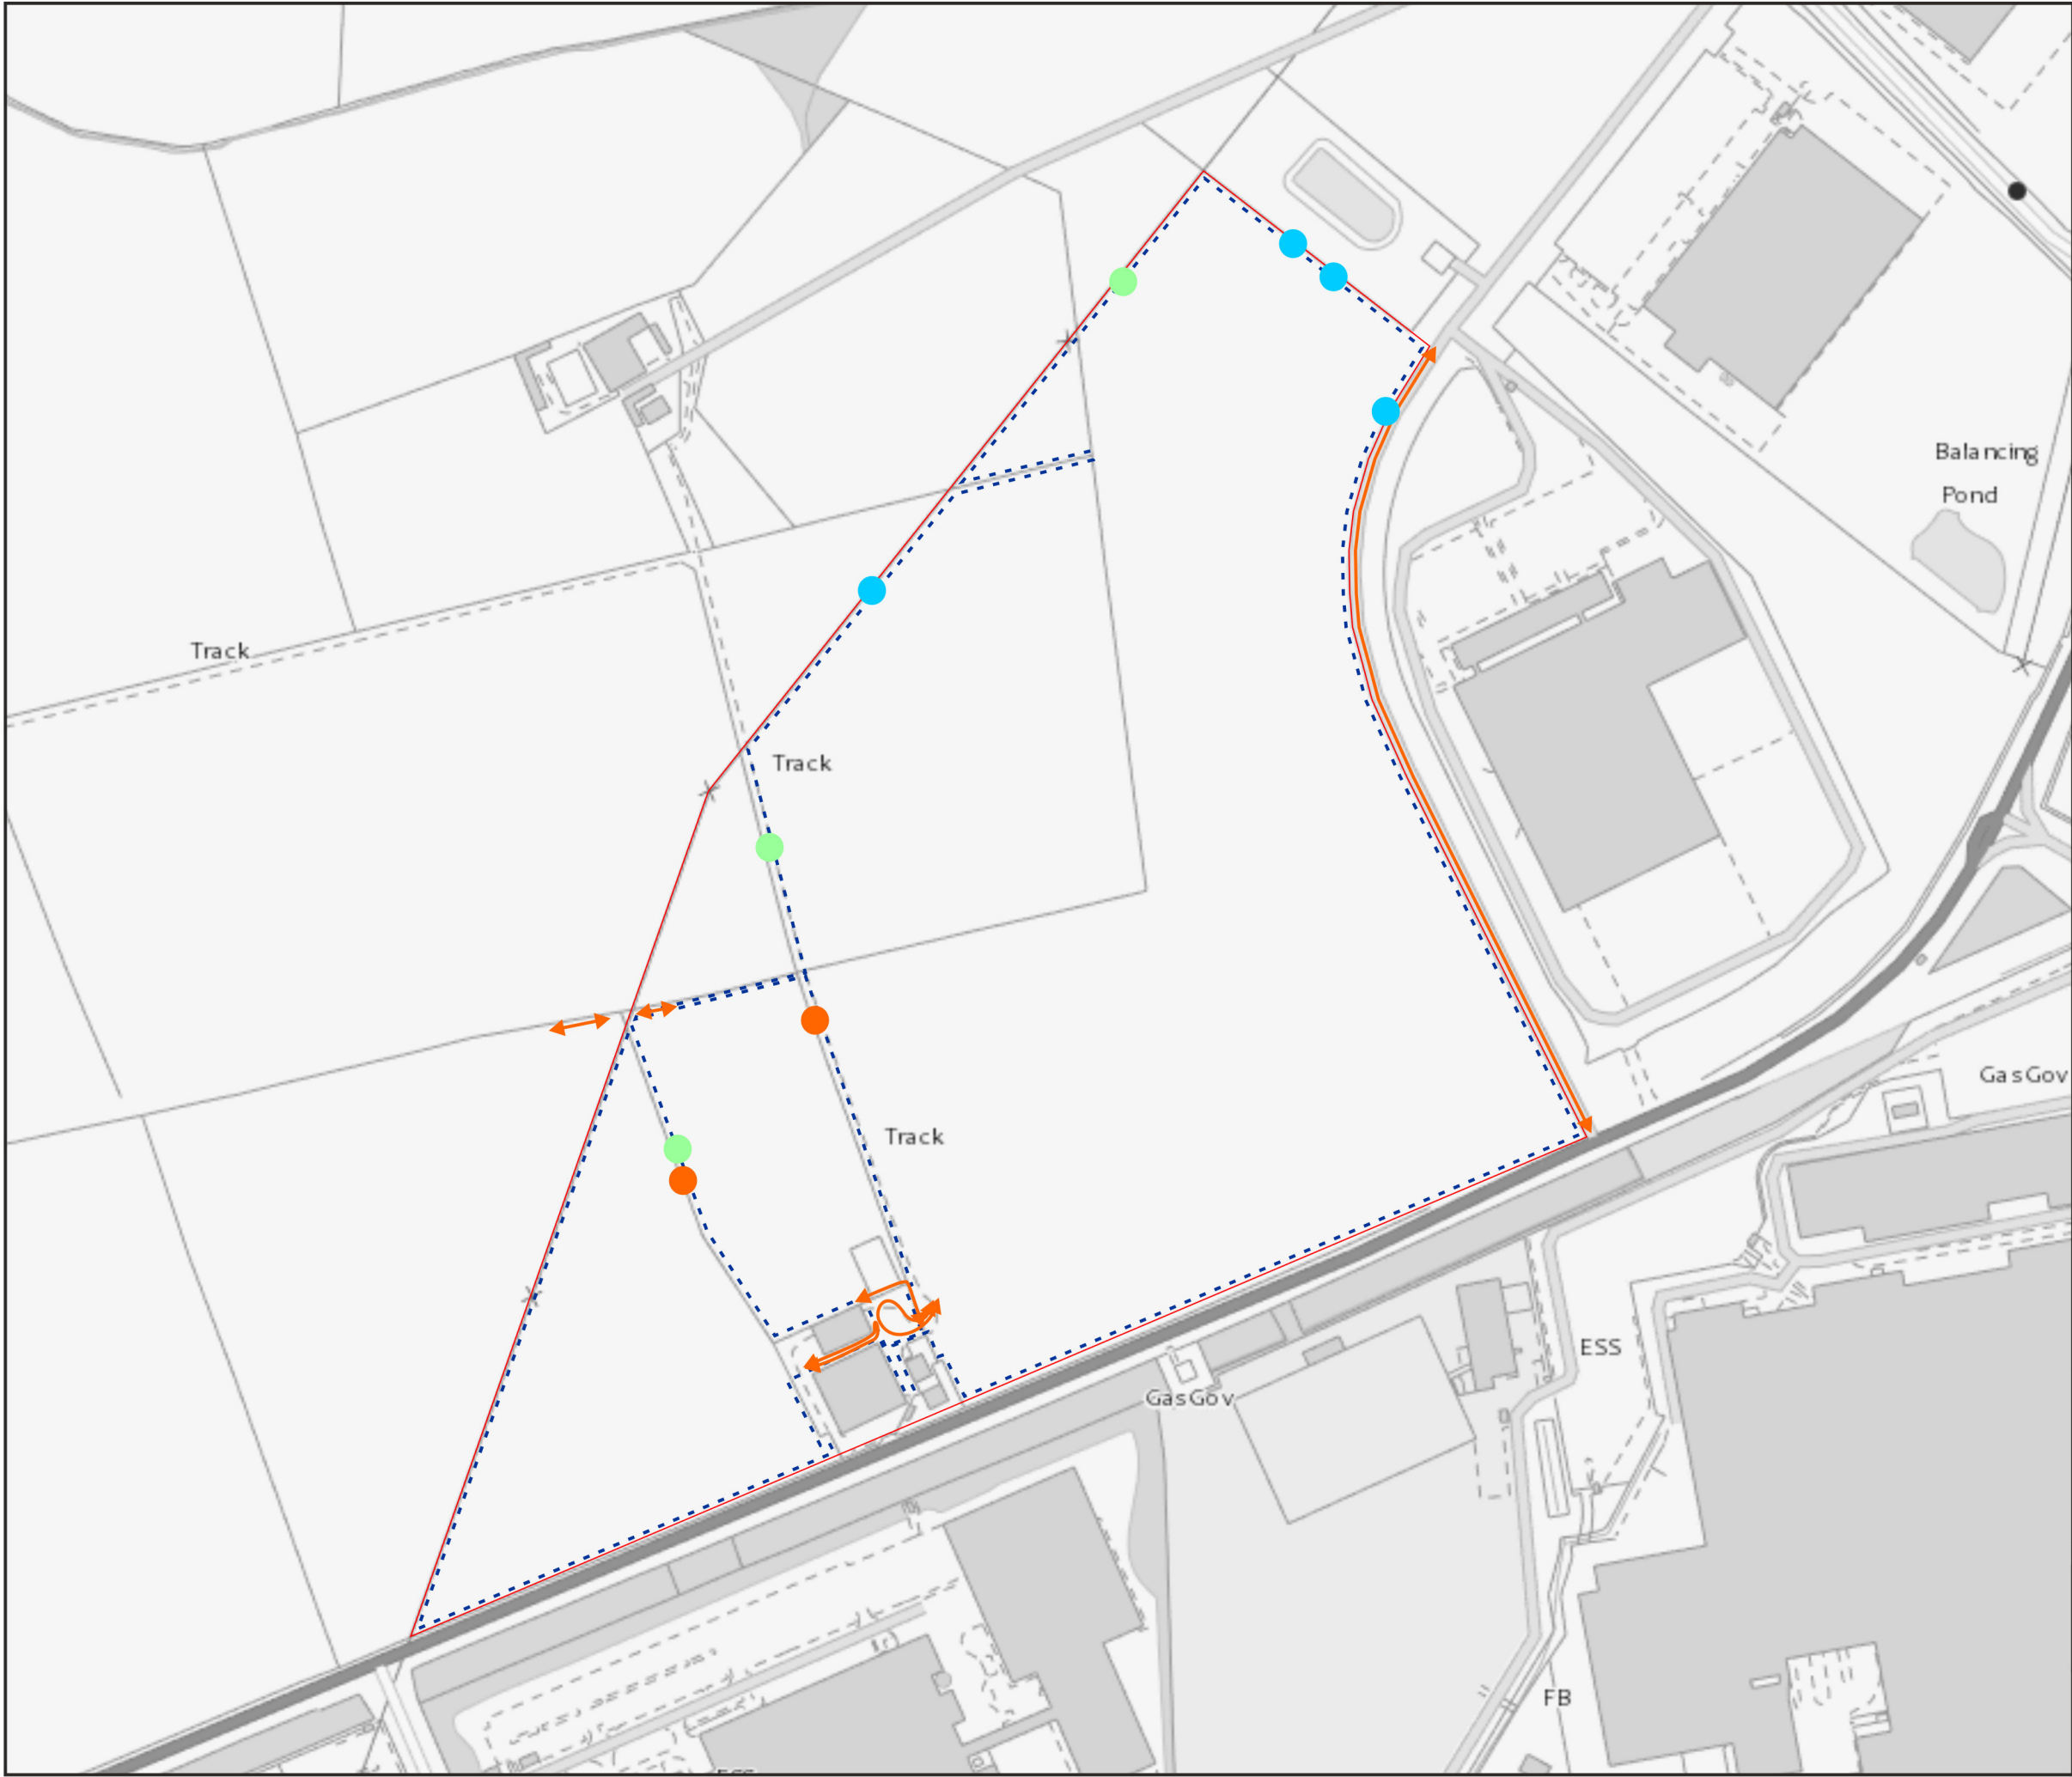 Balancing
Pond
Track
Track
GasGov
Track
ESS
GasGov
FB